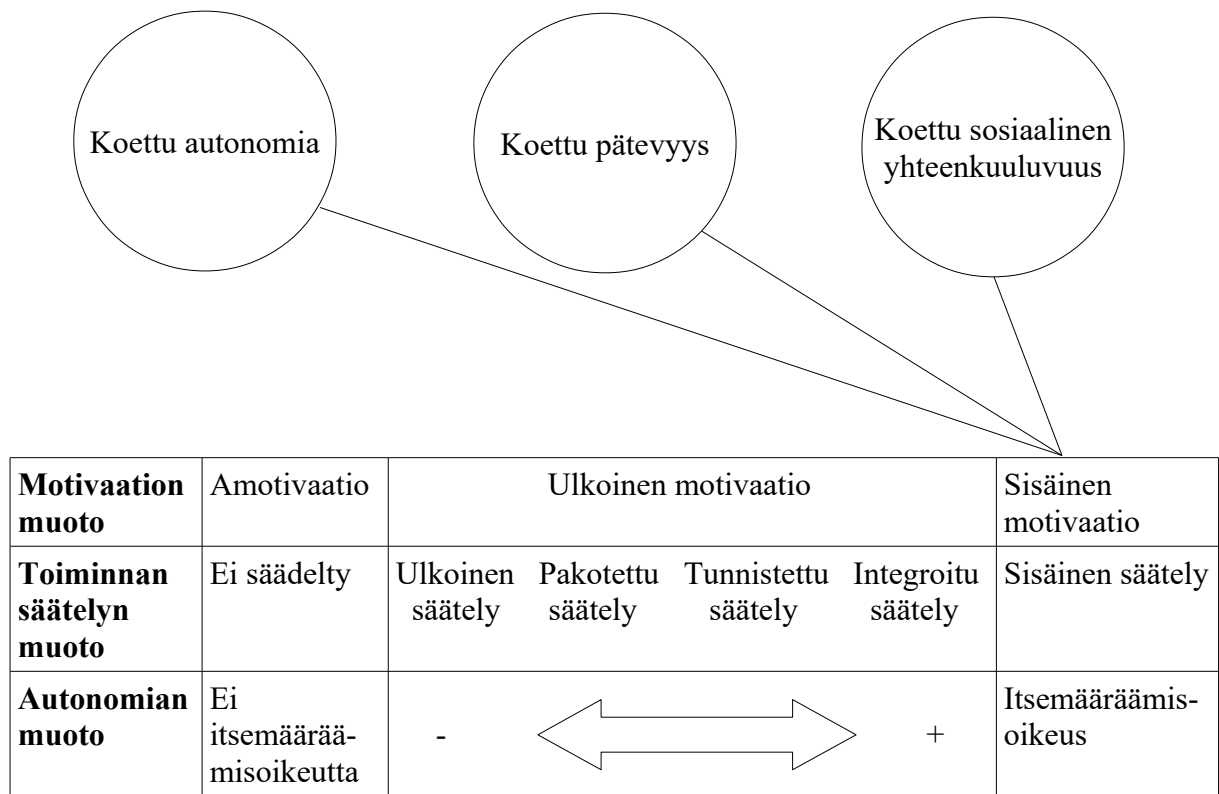 Koettu autonomia
Koettu pätevyys
Koettu sosiaalinen
yhteenkuuluvuus
Motivaation
muoto
Amotivaatio
Ulkoinen motivaatio
Sisäinen
motivaatio
Toiminnan
säätelyn
muoto
Ei säädelty
Ulkoinen
säätely
Pakotettu
säätely
Tunnistettu
säätely
Integroitu
säätely
Sisäinen säätely
Autonomian
muoto
Ei
itsemäärää-
misoikeutta
-
+
Itsemääräämis-
oikeus